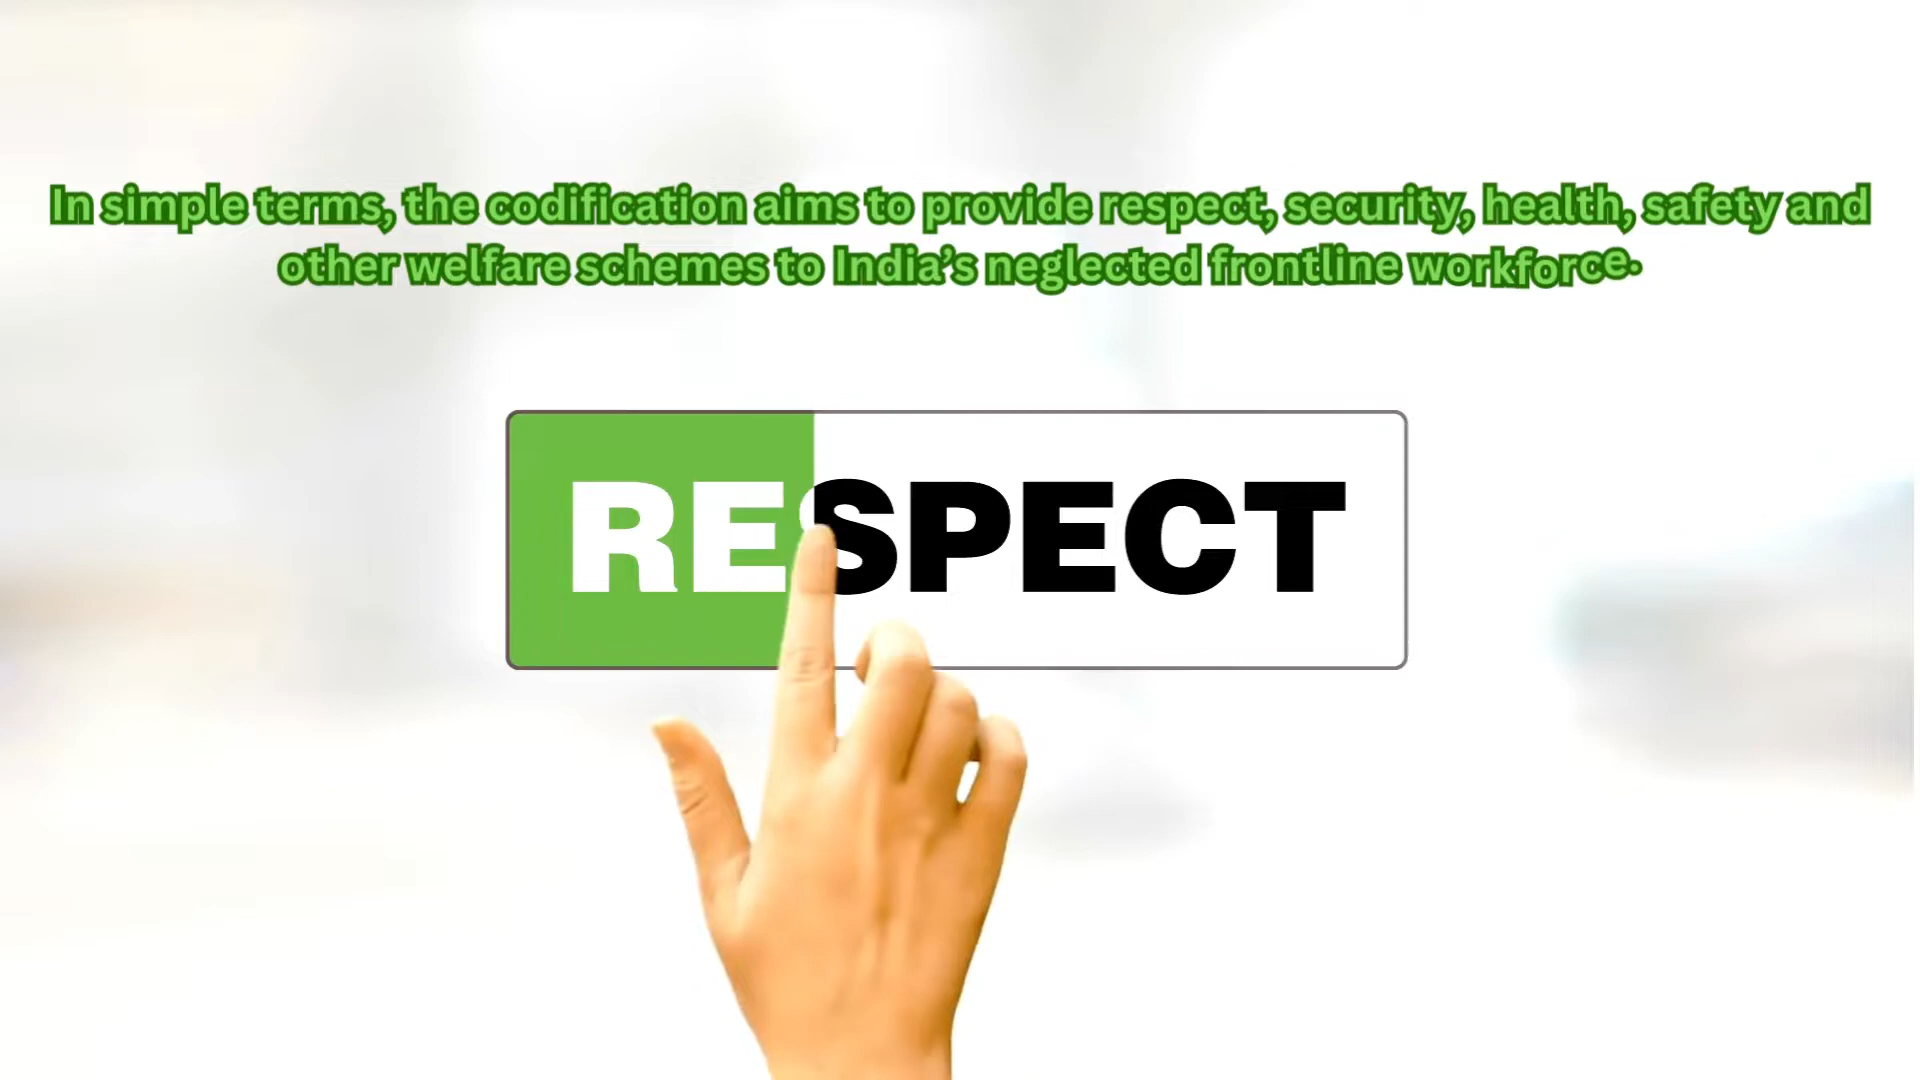 In simple terms, the codification aims to provide respect, security, health, safety and
other welfare schemes to India’s neglected frontline workforce.
RESPECT